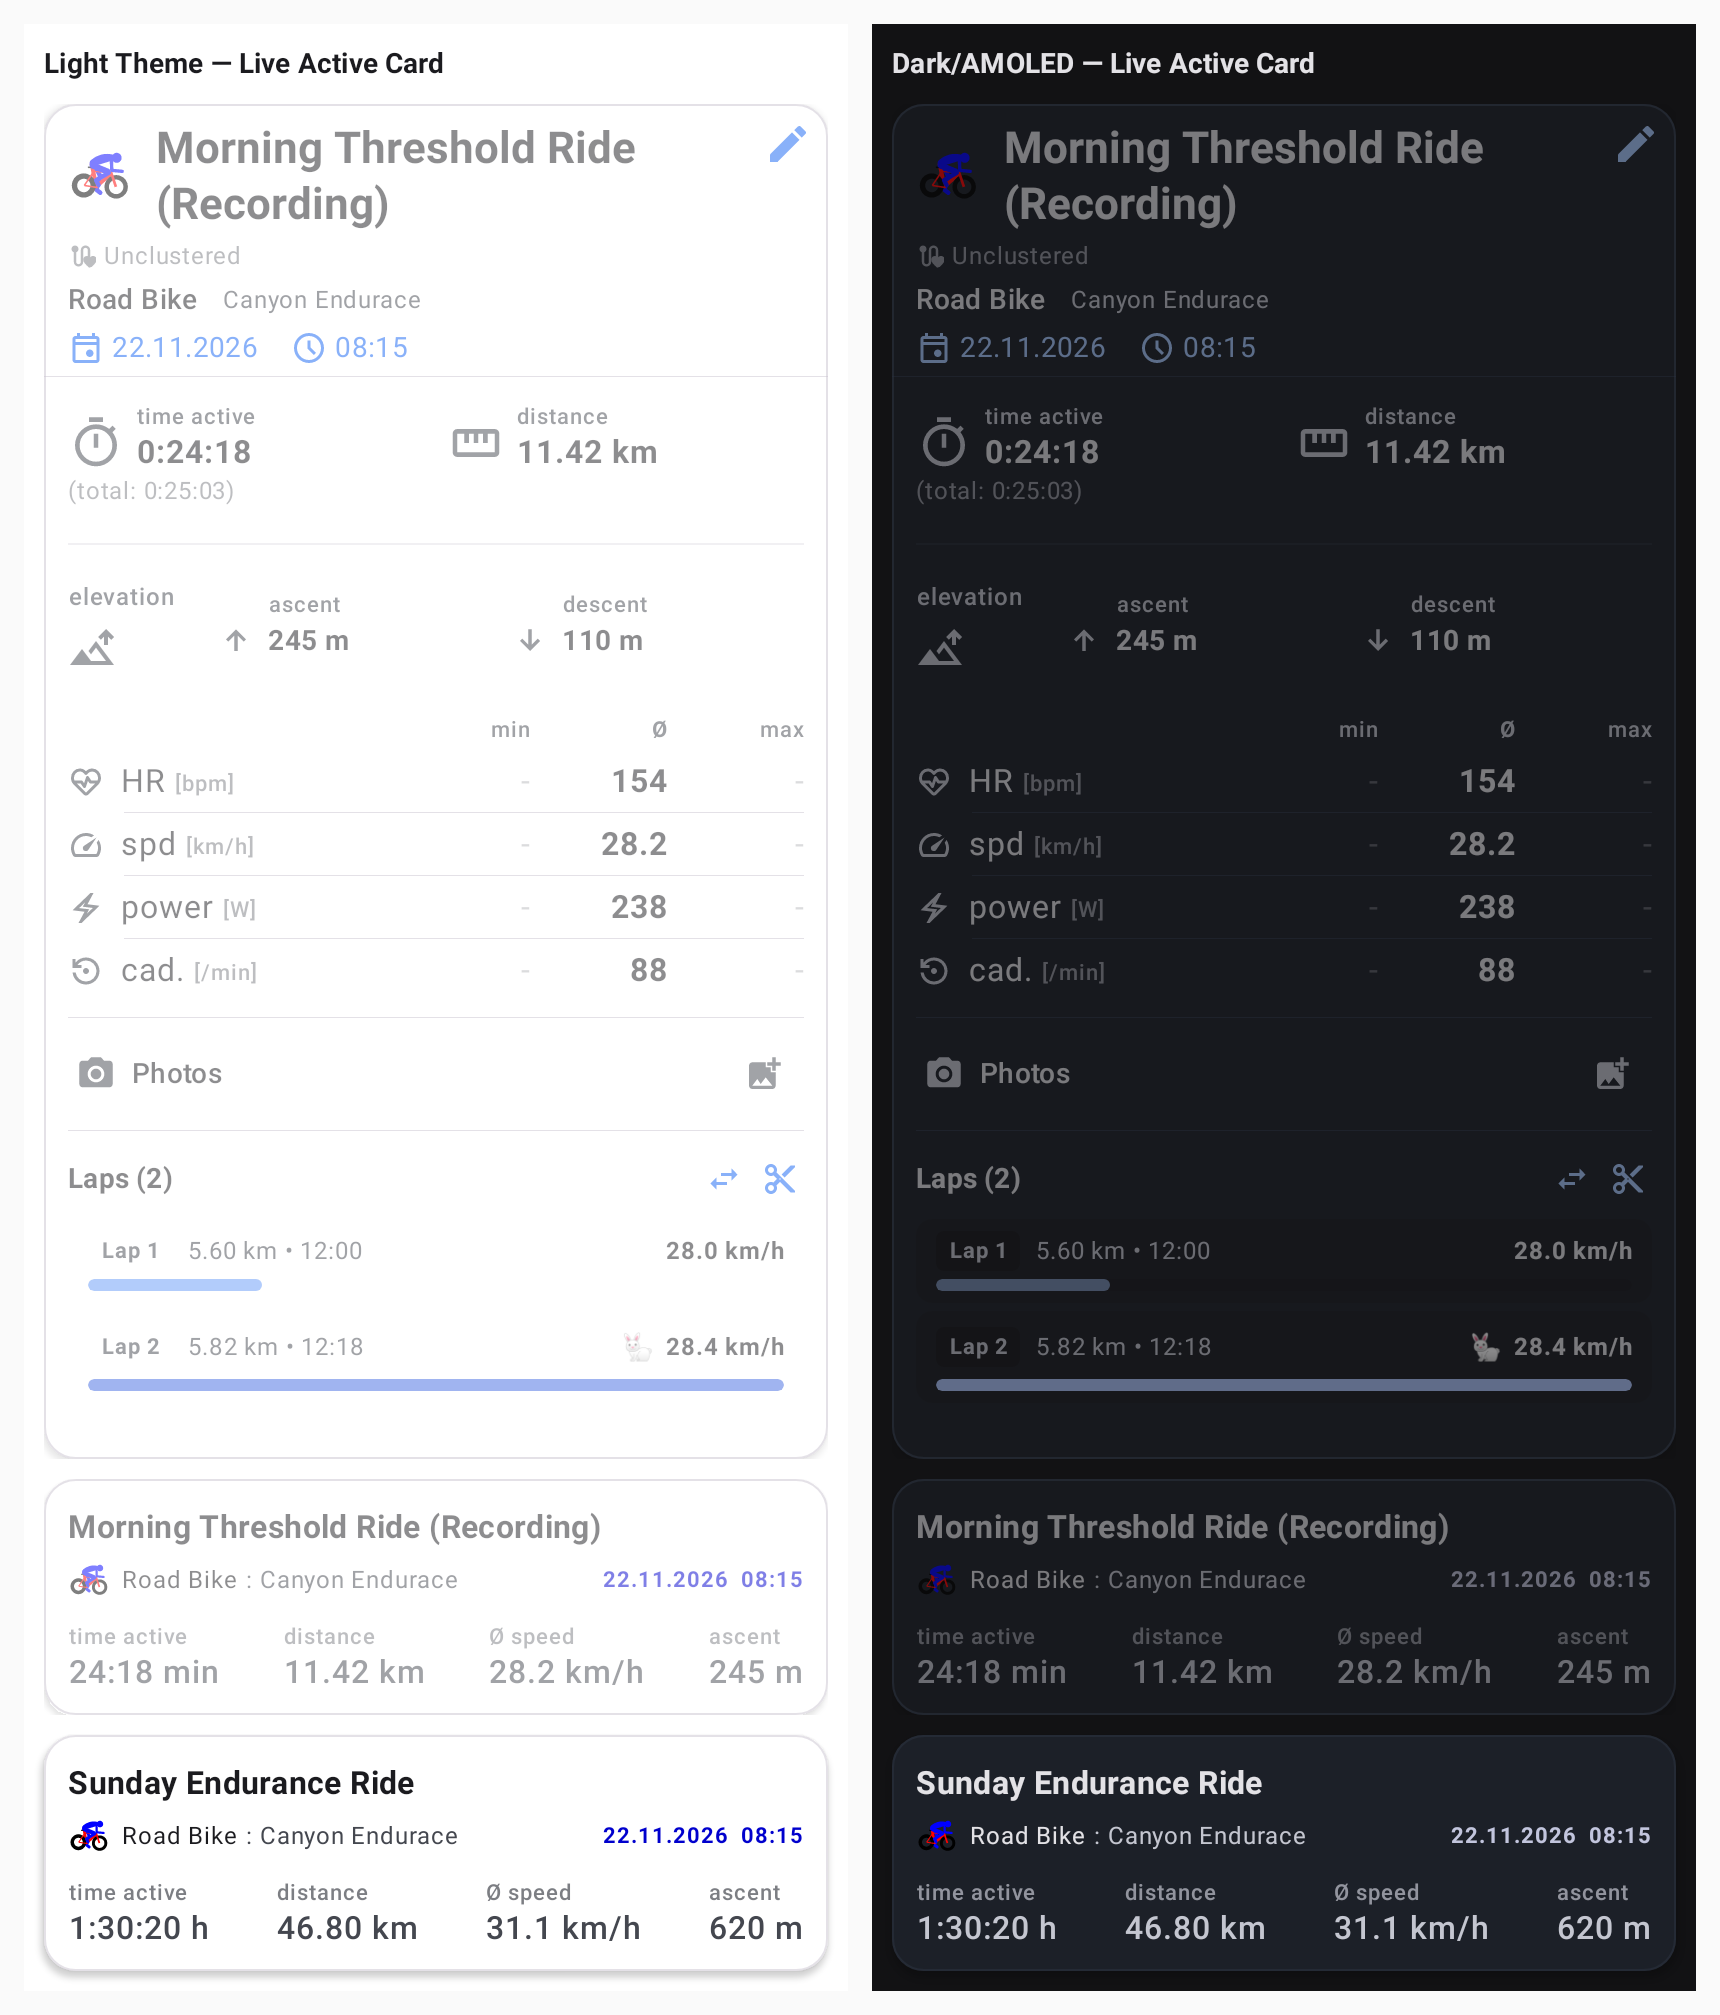 Light Theme — Live Active Card
Morning Threshold Ride
(Recording)
Unclustered
Road Bike Canyon Endurace
22.11.2026 08:15
time active distance
0:24:18 11.42 km
(total: 0:25:03)
elevation ascent descent
245 m 110 m
min Ø max
HR [bpm] - 154 -
spd [km/h] - 28.2 -
power [W] - 238 -
cad. [/min] - 88 -
Photos
Laps (2)
Lap 1 5.60 km • 12:00 28.0 km/h
Lap 2 5.82 km • 12:18 28.4 km/h
Morning Threshold Ride (Recording)
Road Bike : Canyon Endurace 22.11.2026 08:15
time active distance Ø speed ascent
24:18 min 11.42 km 28.2 km/h 245 m
Sunday Endurance Ride
Road Bike : Canyon Endurace 22.11.2026 08:15
time active distance Ø speed ascent
1:30:20 h 46.80 km 31.1 km/h 620 m
Dark/AMOLED — Live Active Card
Morning Threshold Ride
(Recording)
Unclustered
Road Bike Canyon Endurace
22.11.2026 08:15
time active distance
0:24:18 11.42 km
(total: 0:25:03)
elevation ascent descent
245 m 110 m
min Ø max
HR [bpm] - 154 -
spd [km/h] - 28.2 -
power [W] - 238 -
cad. [/min] - 88 -
Photos
Laps (2)
Lap 1 5.60 km • 12:00 28.0 km/h
Lap 2 5.82 km • 12:18 28.4 km/h
Morning Threshold Ride (Recording)
Road Bike : Canyon Endurace 22.11.2026 08:15
time active distance Ø speed ascent
24:18 min 11.42 km 28.2 km/h 245 m
Sunday Endurance Ride
Road Bike : Canyon Endurace 22.11.2026 08:15
time active distance Ø speed ascent
1:30:20 h 46.80 km 31.1 km/h 620 m